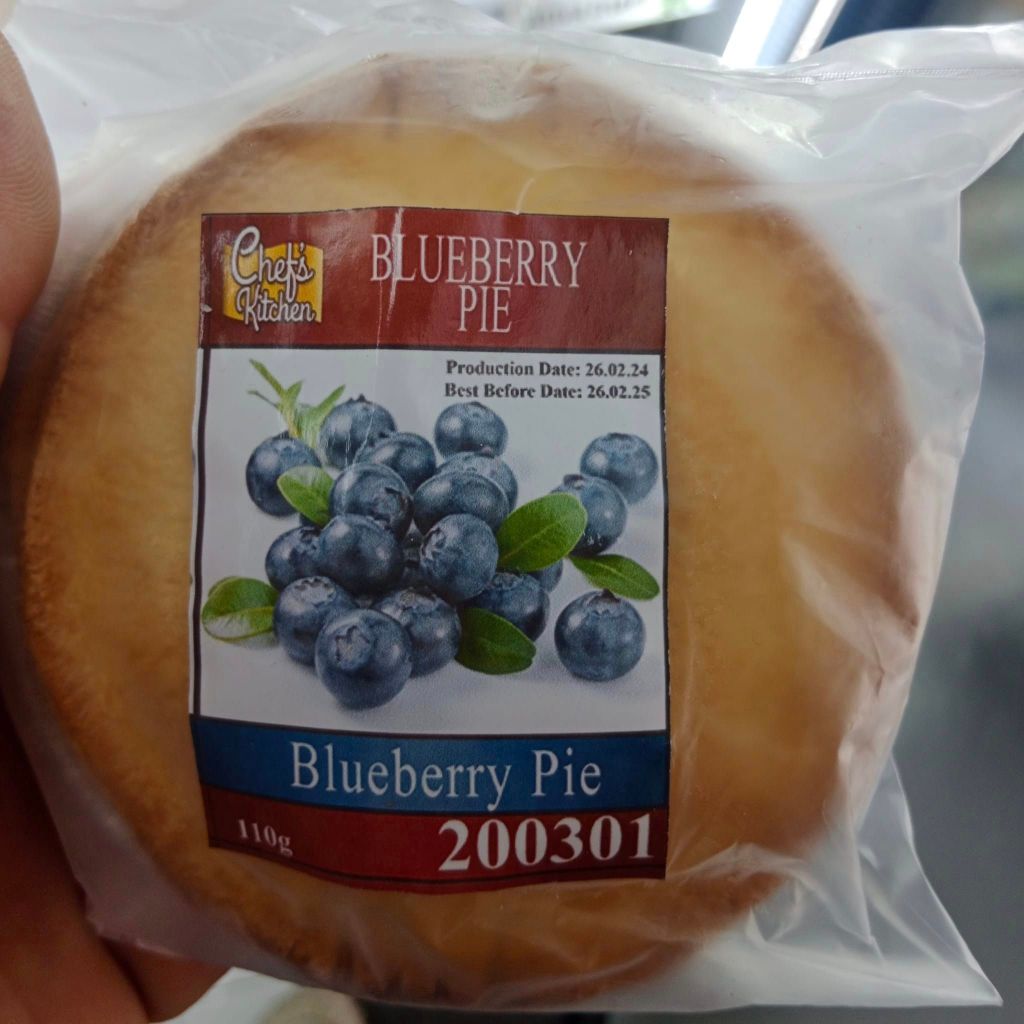 Chef's
Kitchen
BLUEBERRY
PIE
Production Date: 26.02.24
Best Before Date: 26.02.25
Blueberry Pie
110g
200301